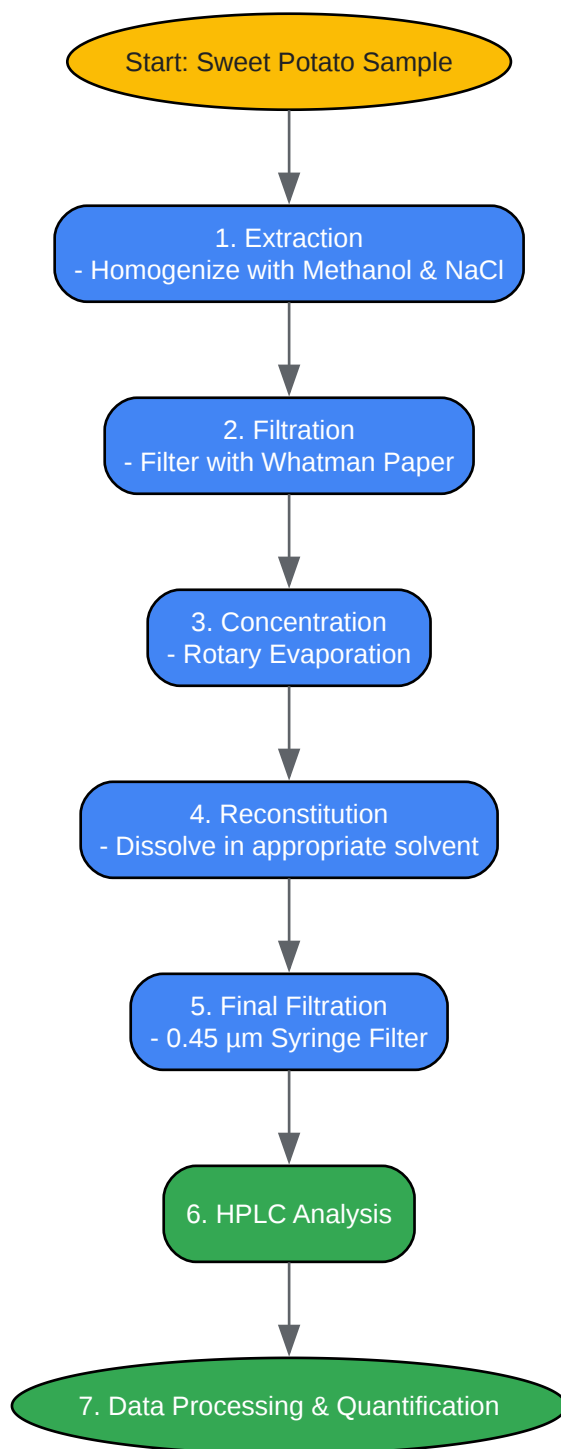 Start: Sweet Potato Sample
1. Extraction
- Homogenize with Methanol & NaCl
2. Filtration
- Filter with Whatman Paper
3. Concentration
- Rotary Evaporation
4. Reconstitution
- Dissolve in appropriate solvent
5. Final Filtration
- 0.45 µm Syringe Filter
6. HPLC Analysis
7. Data Processing & Quantification